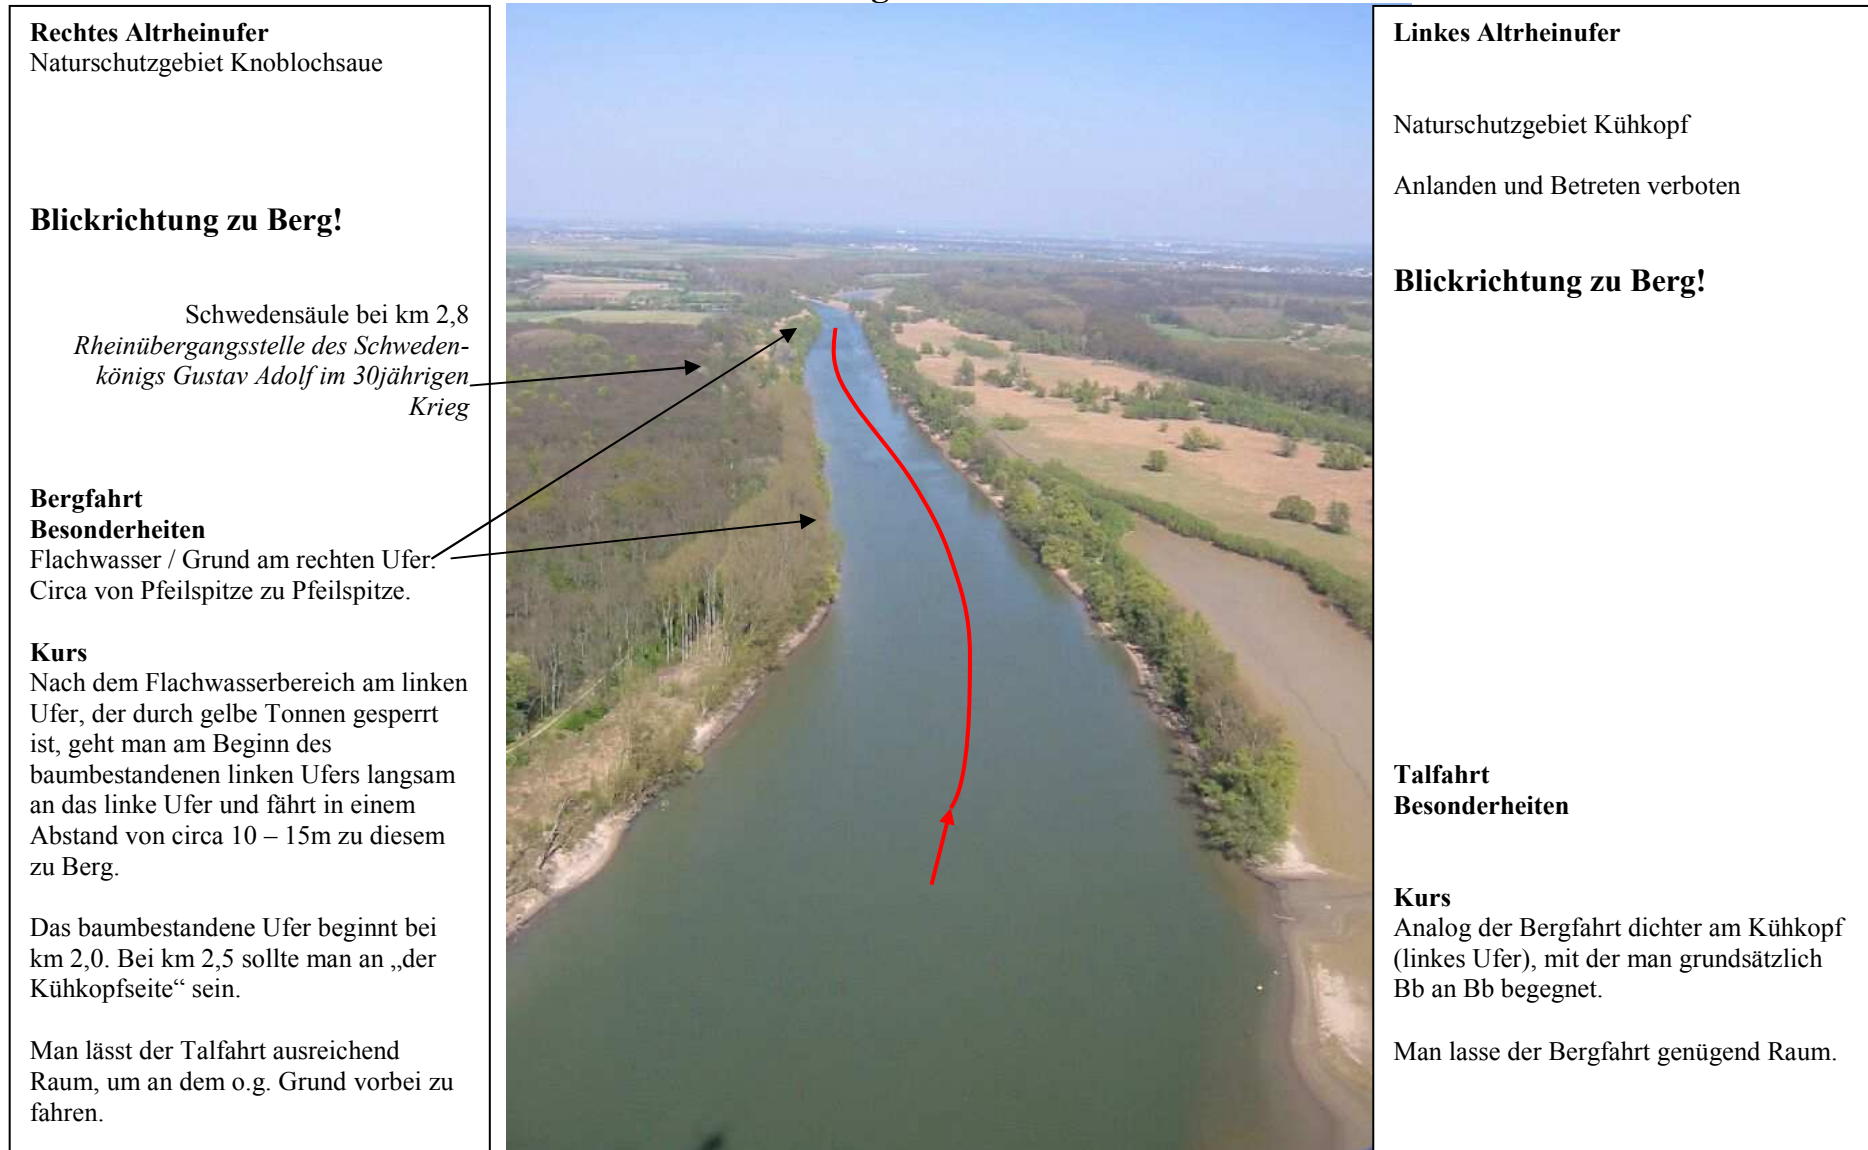 Rechtes Altrheinufer
Naturschutzgebiet Knoblochsaue
Blickrichtung zu Berg!
Schwedensäule bei km 2,8
Rheinübergangsstelle des Schweden-
königs Gustav Adolf im 30jährigen
Krieg
Bergfahrt
Besonderheiten
Flachwasser / Grund am rechten Ufer.
Circa von Pfeilspitze zu Pfeilspitze.
Kurs
Nach dem Flachwasserbereich am linken
Ufer, der durch gelbe Tonnen gesperrt
ist, geht man am Beginn des
baumbestandenen linken Ufers langsam
an das linke Ufer und fährt in einem
Abstand von circa 10 – 15m zu diesem
zu Berg.
Das baumbestandene Ufer beginnt bei
km 2,0. Bei km 2,5 sollte man an „der
Kühkopfseite“ sein.
Man lässt der Talfahrt ausreichend
Raum, um an dem o.g. Grund vorbei zu
fahren.
Linkes Altrheinufer
Naturschutzgebiet Kühkopf
Anlanden und Betreten verboten
Blickrichtung zu Berg!
Talfahrt
Besonderheiten
Kurs
Analog der Bergfahrt dichter am Kühkopf
(linkes Ufer), mit der man grundsätzlich
Bb an Bb begegnet.
Man lasse der Bergfahrt genügend Raum.